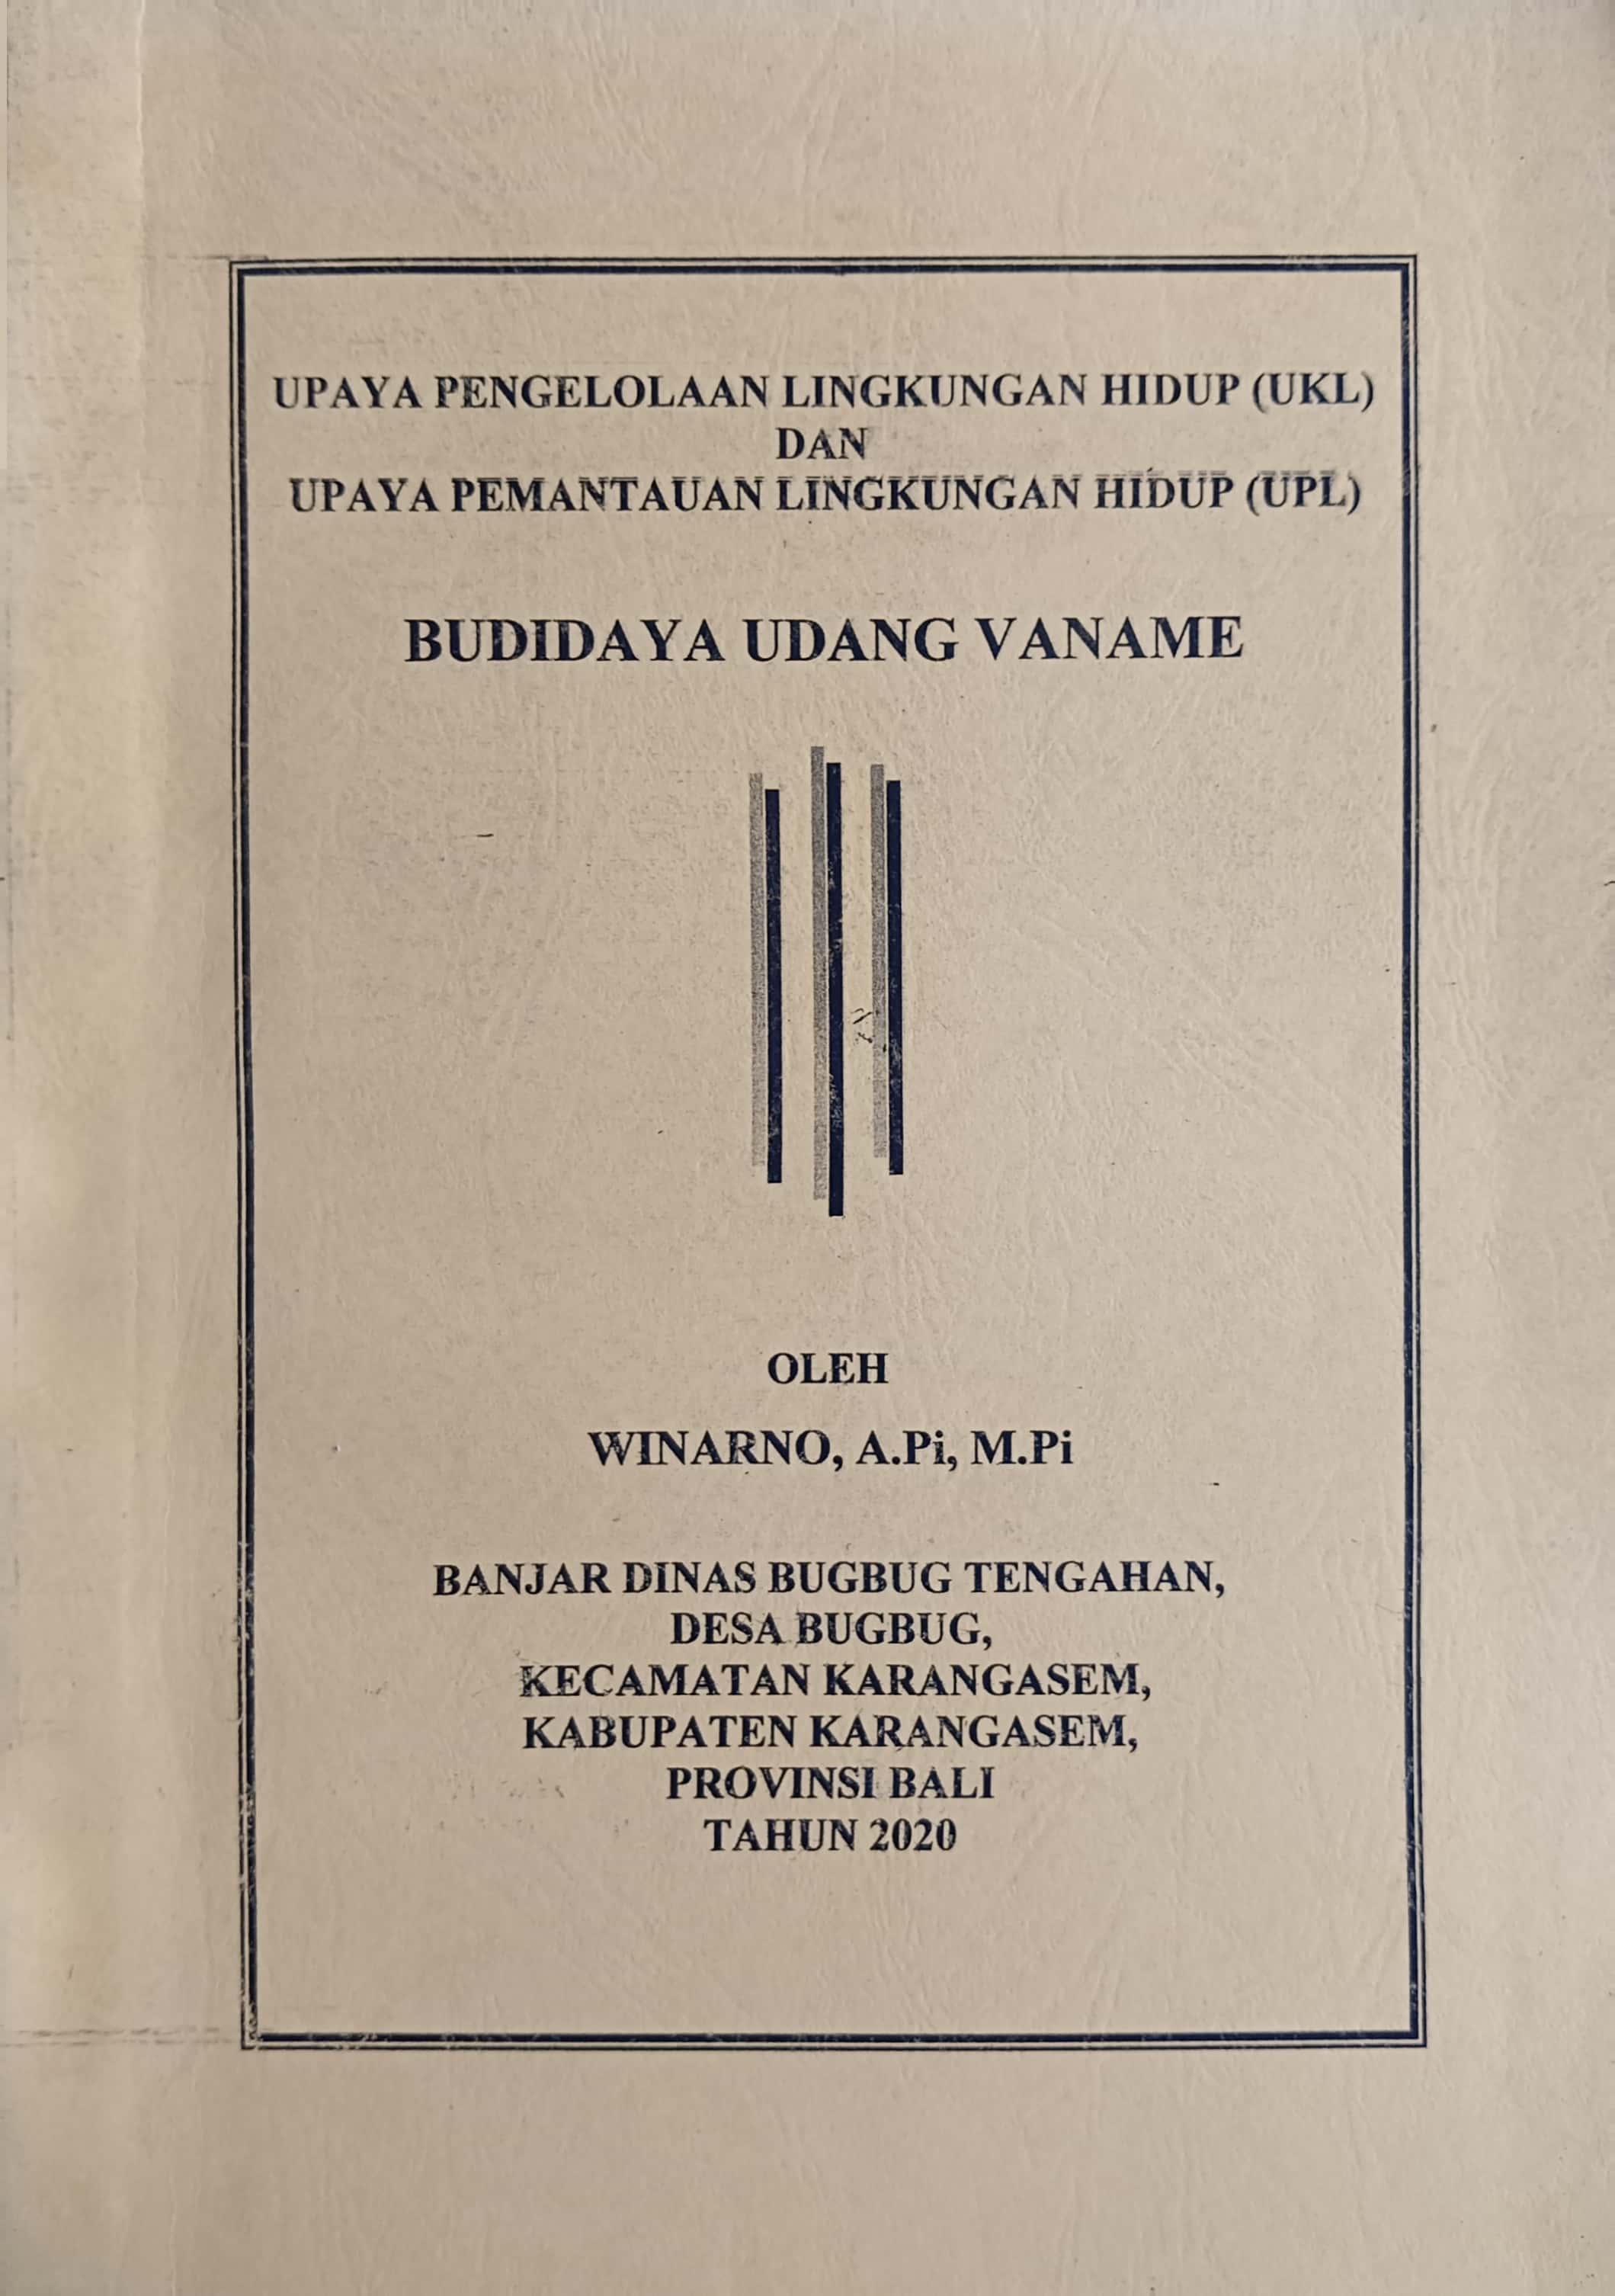 UPAYA PENGELOLAAN LINGKUNGAN HIDUP (UKL)
DAN
UPAYA PEMANTAUAN LINGKUNGAN HIDUP (UPL)
BUDIDAYA UDANG VANAME
OLEH
WINARNO, A.Pi, M.Pi
BANJAR DINAS BUGBUG TENGAHAN,
DESA BUGBUG,
KECAMATAN KARANGASEM,
KABUPATEN KARANGASEM,
PROVINSI BALI
TAHUN 2020